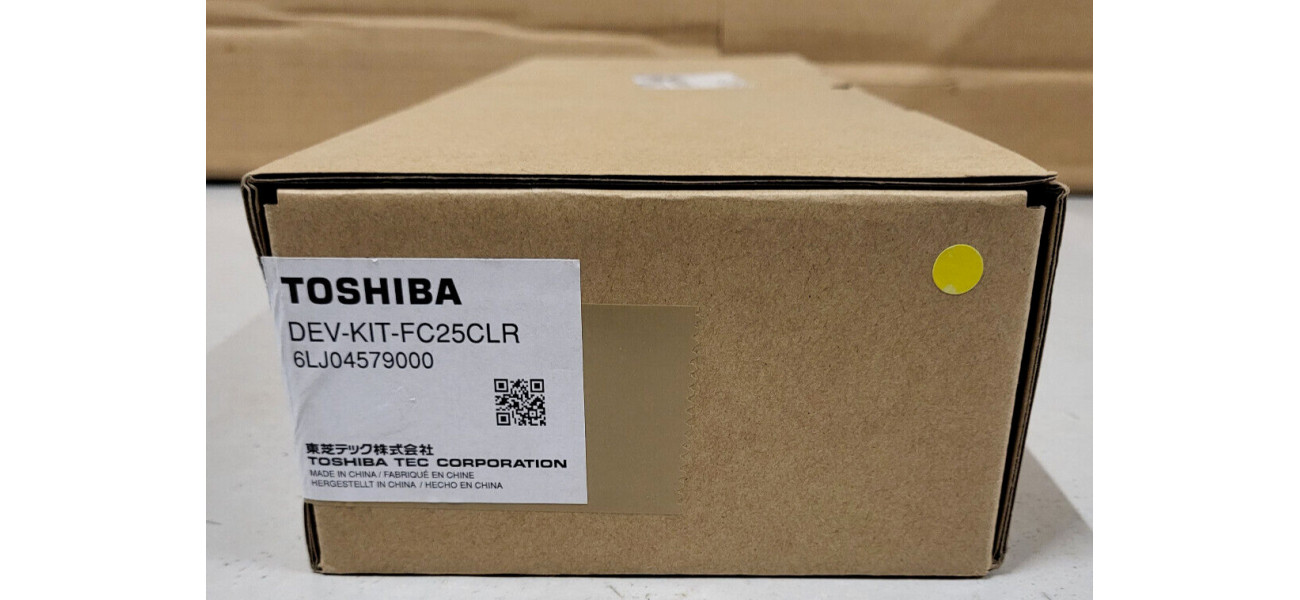 TOSHIBA
DEV-KIT-FC25CLR
6LJ04579000
東芝テック株式会社
TOSHIBA TEC CORPORATION
MADE IN CHINA / FABRIQUÉ EN CHINE
HERGESTELLT IN CHINA / HECHO EN CHINA